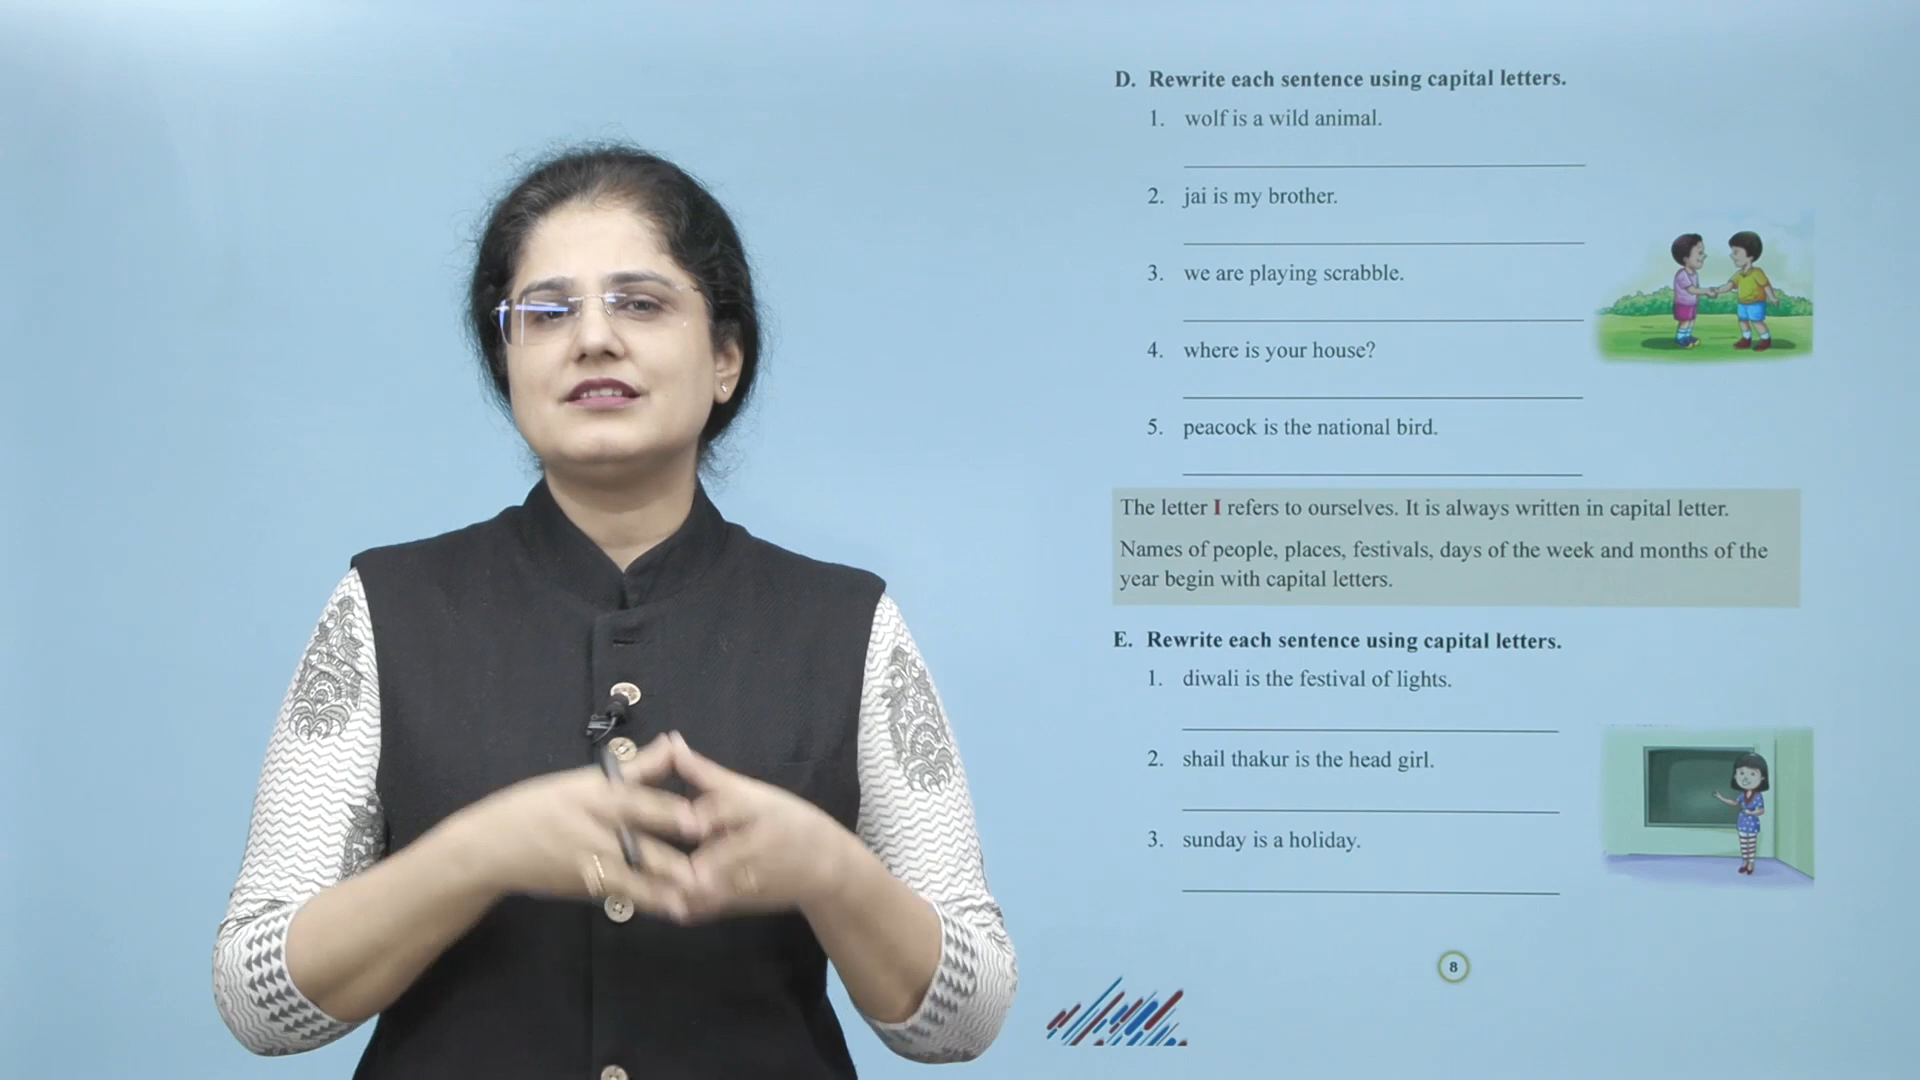 D. Rewrite each sentence using capital letters.
1. wolf is a wild animal.
2. jai is my brother.
3. we are playing scrabble.
4. where is your house?
5. peacock is the national bird.
The letter I refers to ourselves. It is always written in capital letter.
Names of people, places, festivals, days of the week and months of the
year begin with capital letters.
E. Rewrite each sentence using capital letters.
1. diwali is the festival of lights.
2. shail thakur is the head girl.
3. sunday is a holiday.
8